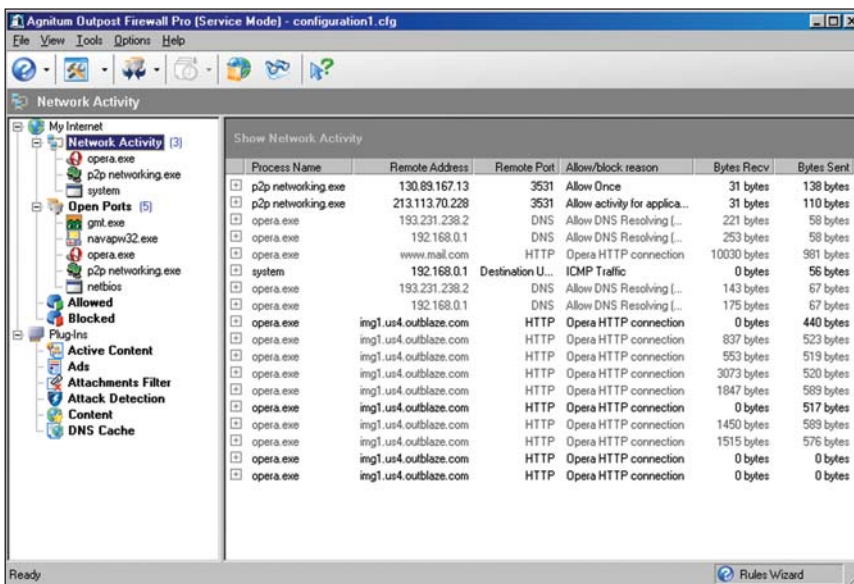 Agnitum Outpost Firewall Pro (Service Mode) - configuration1.cfg
File View Tools Options Help
Network Activity
My Internet
Network Activity (3)
opera.exe
p2p networking.exe
system
Open Ports (5)
gmt.exe
navapw32.exe
opera.exe
p2p networking.exe
netbios
Allowed
Blocked
Plug-Ins
Active Content
Ads
Attachments Filter
Attack Detection
Content
DNS Cache
Show Network Activity
Process Name Remote Address Remote Port Allow/block reason Bytes Recv Bytes Sent
p2p networking.exe 130.89.167.13 3531 Allow Once 31 bytes 138 bytes
p2p networking.exe 213.113.70.228 3531 Allow activity for applica... 31 bytes 110 bytes
opera.exe 193.231.238.2 DNS Allow DNS Resolving (... 221 bytes 58 bytes
opera.exe 192.168.0.1 DNS Allow DNS Resolving (... 253 bytes 58 bytes
opera.exe www.mail.com HTTP Opera HTTP connection 10030 bytes 981 bytes
system 192.168.0.1 Destination U... ICMP Traffic 0 bytes 56 bytes
opera.exe 193.231.238.2 DNS Allow DNS Resolving (... 143 bytes 67 bytes
opera.exe 192.168.0.1 DNS Allow DNS Resolving (... 175 bytes 67 bytes
opera.exe img1.us4.outblaze.com HTTP Opera HTTP connection 0 bytes 440 bytes
opera.exe img1.us4.outblaze.com HTTP Opera HTTP connection 837 bytes 523 bytes
opera.exe img1.us4.outblaze.com HTTP Opera HTTP connection 553 bytes 519 bytes
opera.exe img1.us4.outblaze.com HTTP Opera HTTP connection 3073 bytes 520 bytes
opera.exe img1.us4.outblaze.com HTTP Opera HTTP connection 1847 bytes 589 bytes
opera.exe img1.us4.outblaze.com HTTP Opera HTTP connection 0 bytes 517 bytes
opera.exe img1.us4.outblaze.com HTTP Opera HTTP connection 1450 bytes 589 bytes
opera.exe img1.us4.outblaze.com HTTP Opera HTTP connection 1515 bytes 576 bytes
opera.exe img1.us4.outblaze.com HTTP Opera HTTP connection 0 bytes 0 bytes
opera.exe img1.us4.outblaze.com HTTP Opera HTTP connection 0 bytes 0 bytes
Ready
Rules Wizard